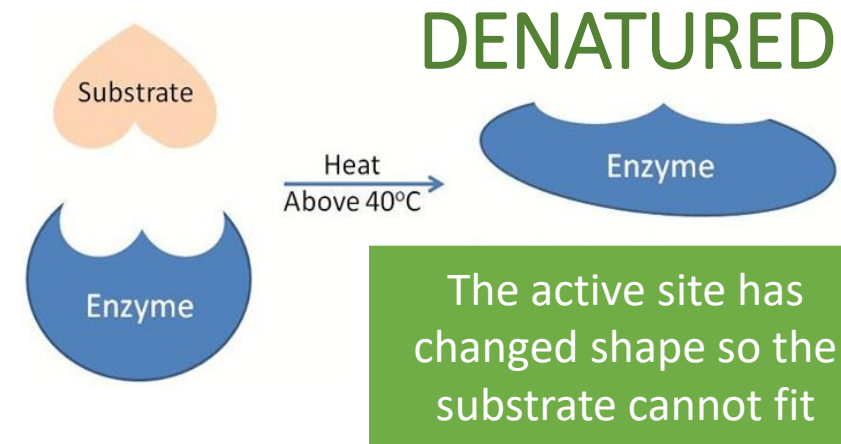 DENATURED
Substrate
Heat
Above 40°C
Enzyme
Enzyme
The active site has
changed shape so the
substrate cannot fit